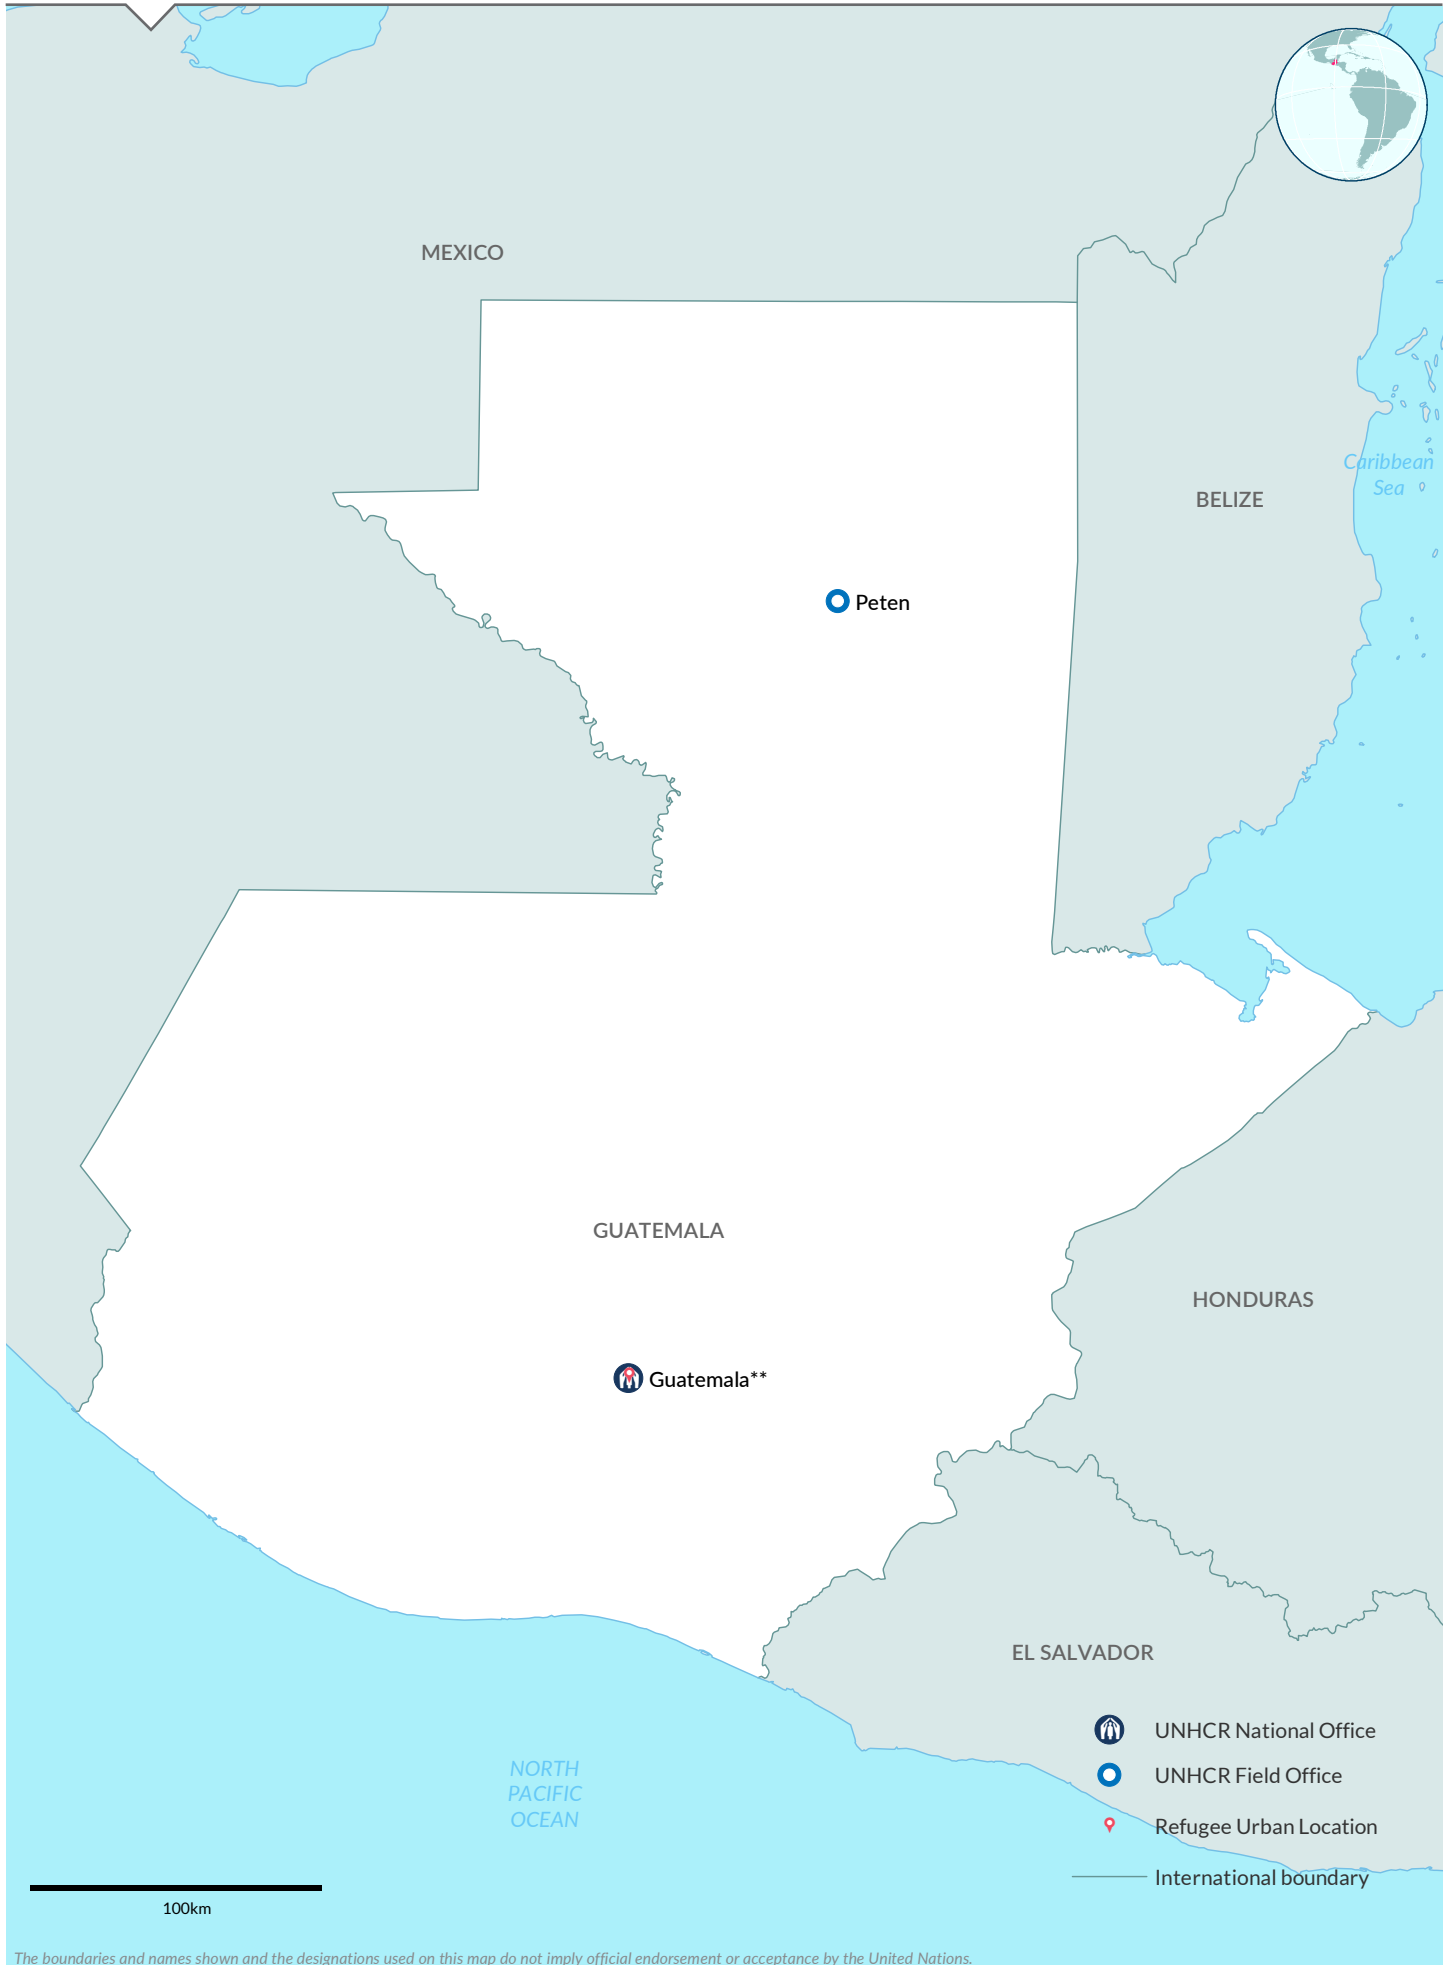 MEXICO
Caribbean
Sea
BELIZE
Peten
GUATEMALA
HONDURAS
Guatemala**
EL SALVADOR
UNHCR National Office
NORTH
PACIFIC
OCEAN
UNHCR Field Office
Refugee Urban Location
International boundary
100km
The boundaries and names shown and the designations used on this map do not imply official endorsement or acceptance by the United Nations.